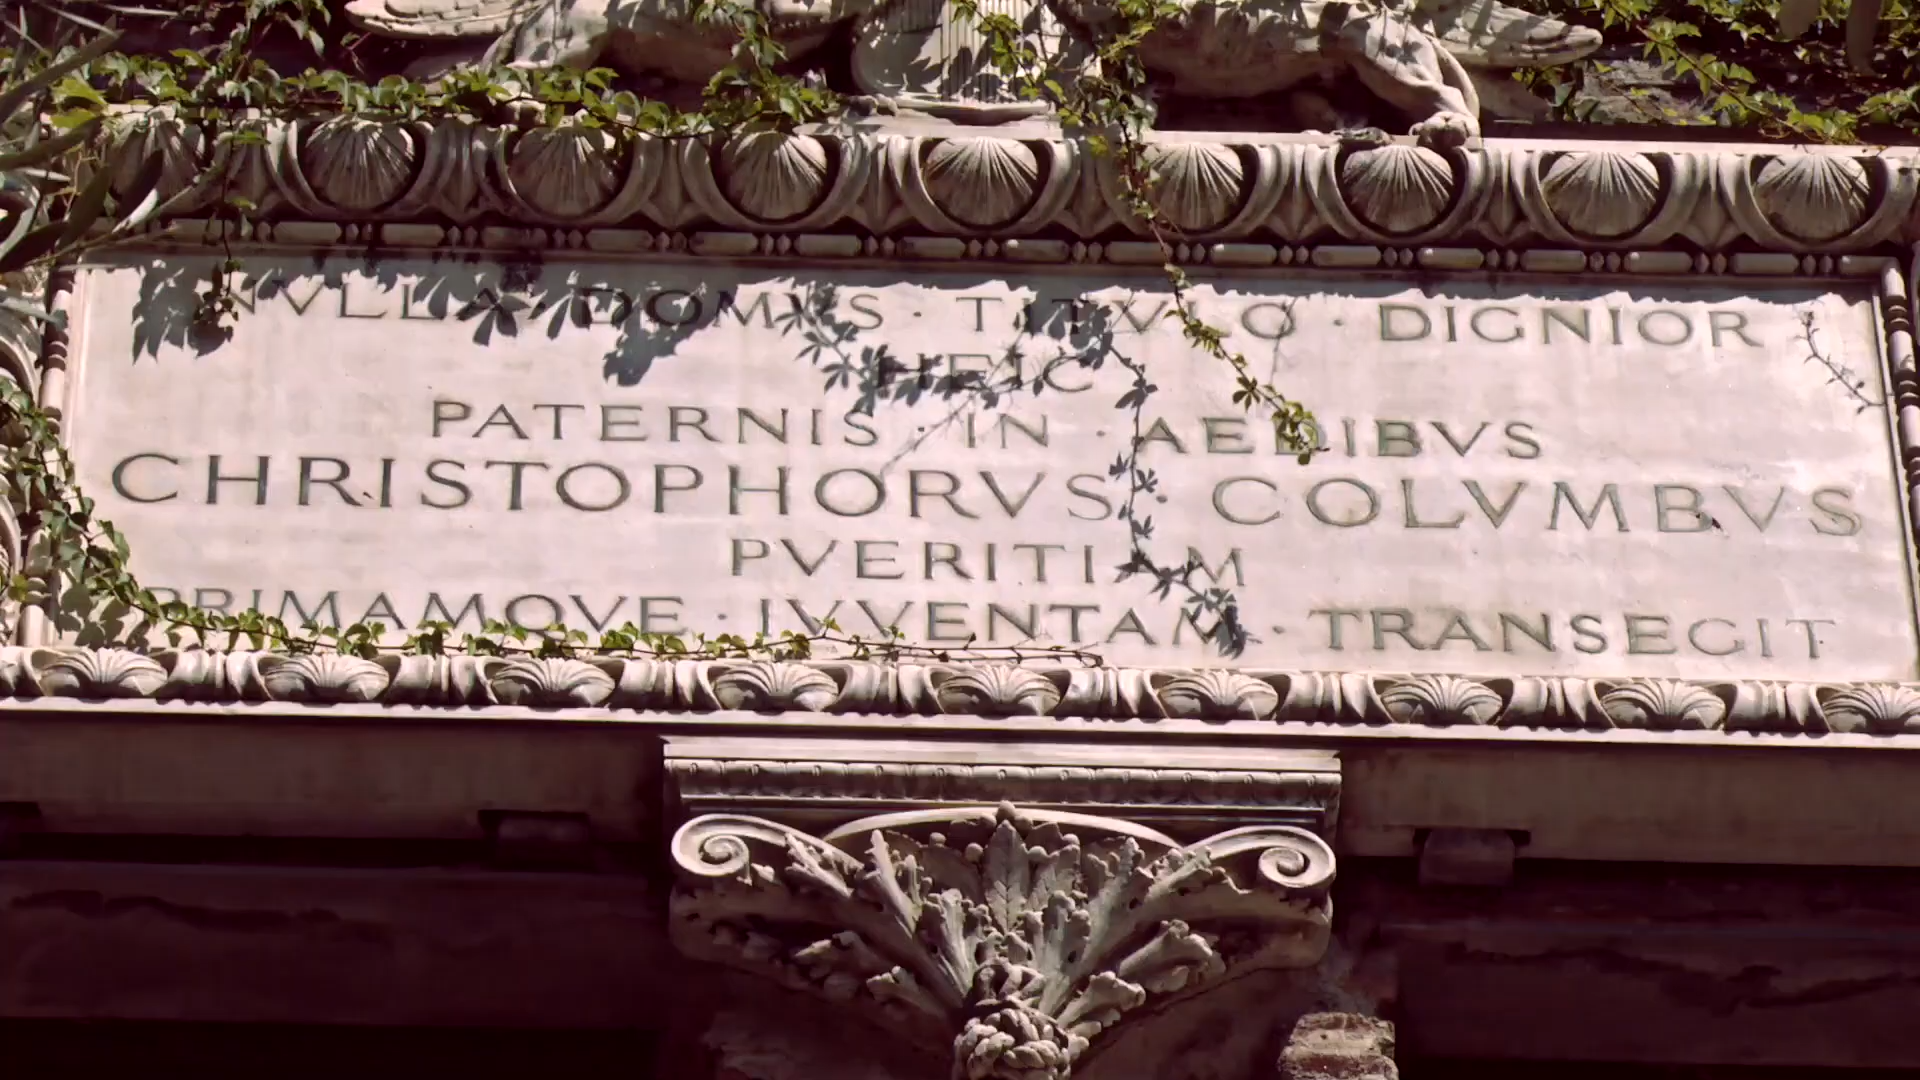 NVLLA · DOMVS · TITVLO · DIGNIOR
HEIC
PATERNIS · IN · AEDIBVS
CHRISTOPHORVS COLVMBVS
PVERITIAM
PRIMAMQVE · IVVENTAM · TRANSEGIT